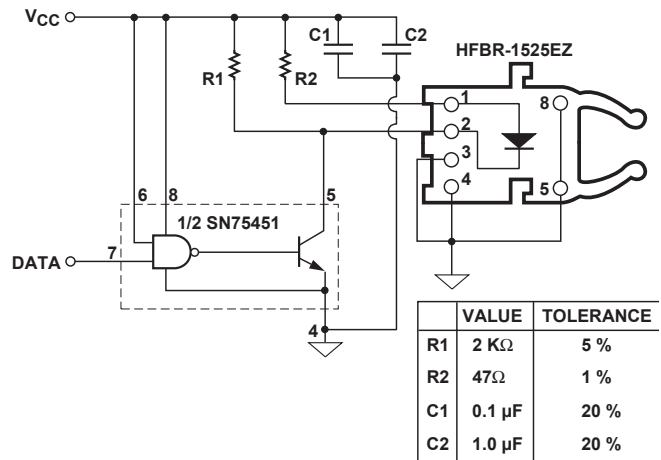 VCC
C1
C2
HFBR-1525EZ
R1
R2
1
8
2
3
4
5
6
8
5
1/2 SN75451
DATA
7
4
VALUE TOLERANCE
R1 2 KΩ 5 %
R2 47Ω 1 %
C1 0.1 µF 20 %
C2 1.0 µF 20 %